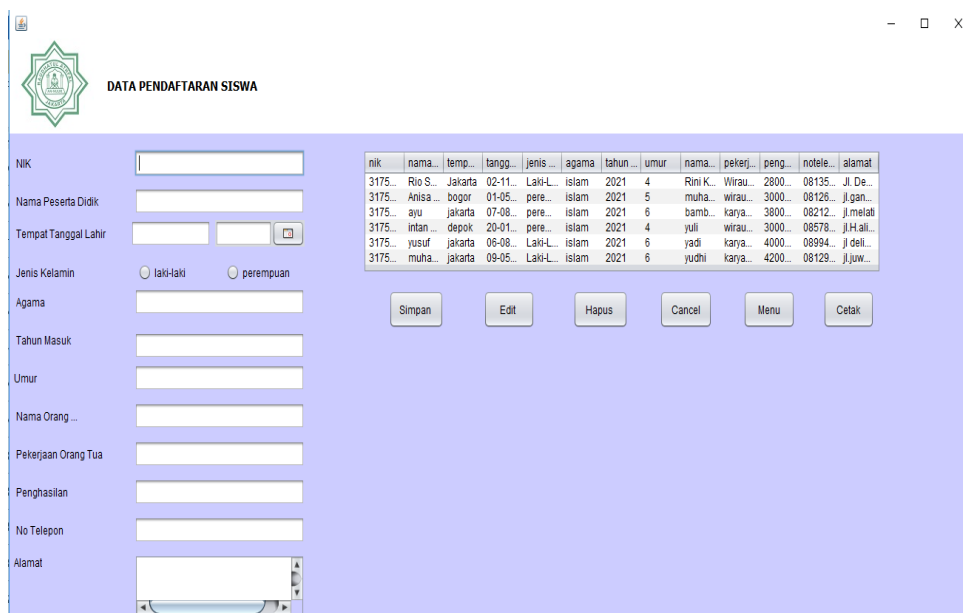 DATA PENDAFTARAN SISWA
NIK
Nama Peserta Didik
Tempat Tanggal Lahir
Jenis Kelamin
laki-laki
perempuan
Agama
Tahun Masuk
Umur
Nama Orang ...
Pekerjaan Orang Tua
Penghasilan
No Telepon
Alamat
nik nama... temp... tangg... jenis ... agama tahun ... umur nama... pekerj... peng... notele... alamat
3175... Rio S... Jakarta 02-11... Laki-L... islam 2021 4 Rini K... Wirau... 2800... 08135... Jl. De...
3175... Anisa ... bogor 01-05... pere... islam 2021 5 muha... wirau... 3000... 08126... jl.gan...
3175... ayu jakarta 07-08... pere... islam 2021 6 bamb... karya... 3800... 08212... jl.melati
3175... intan ... depok 20-01... pere... islam 2021 4 yuli wirau... 3000... 08578... jl.H.ali...
3175... yusuf jakarta 06-08... Laki-L... islam 2021 6 yadi karya... 4000... 08994... jl deli...
3175... muha... jakarta 09-05... Laki-L... islam 2021 6 yudhi karya... 4200... 08129... jl.juw...
Simpan Edit Hapus Cancel Menu Cetak